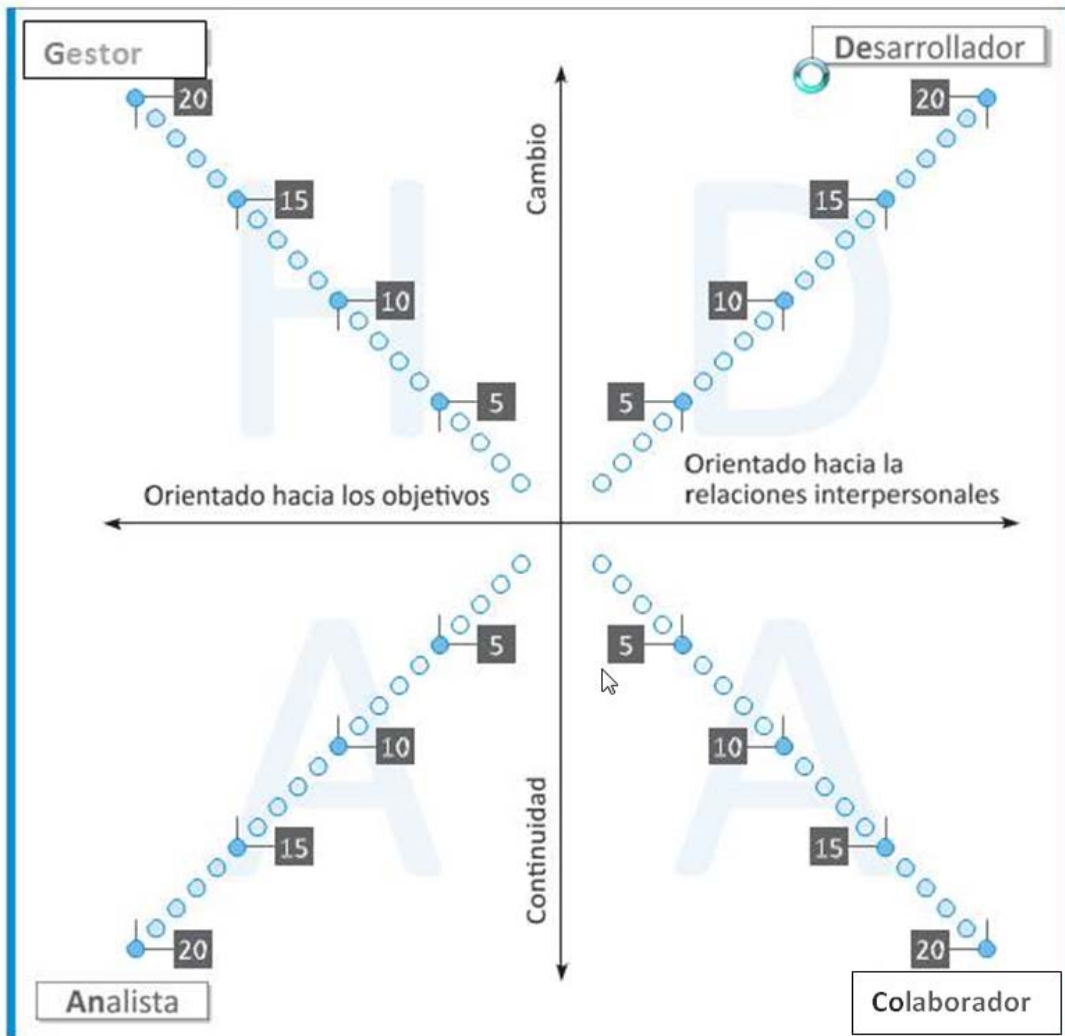 Gestor
Desarrollador
20
20
Cambio
15
15
H
D
10
10
5
5
Orientado hacia los objetivos
Orientado hacia la
relaciones interpersonales
5
5
A
A
10
10
Continuidad
15
15
20
20
Analista
Colaborador